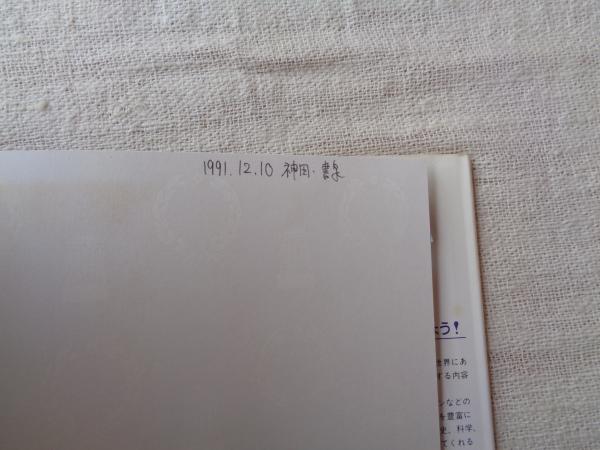 1991.12.10 神田・書泉
う!
世界にあ
する内容
ンなどの
を豊富に
史、科学、
てくれる